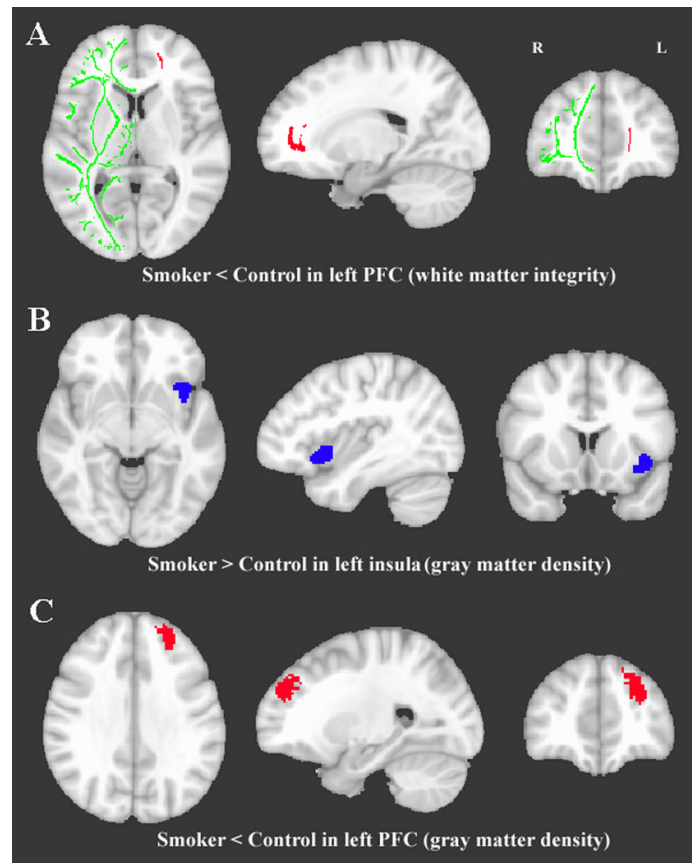 A
R L
Smoker < Control in left PFC (white matter integrity)
B
Smoker > Control in left insula (gray matter density)
C
Smoker < Control in left PFC (gray matter density)